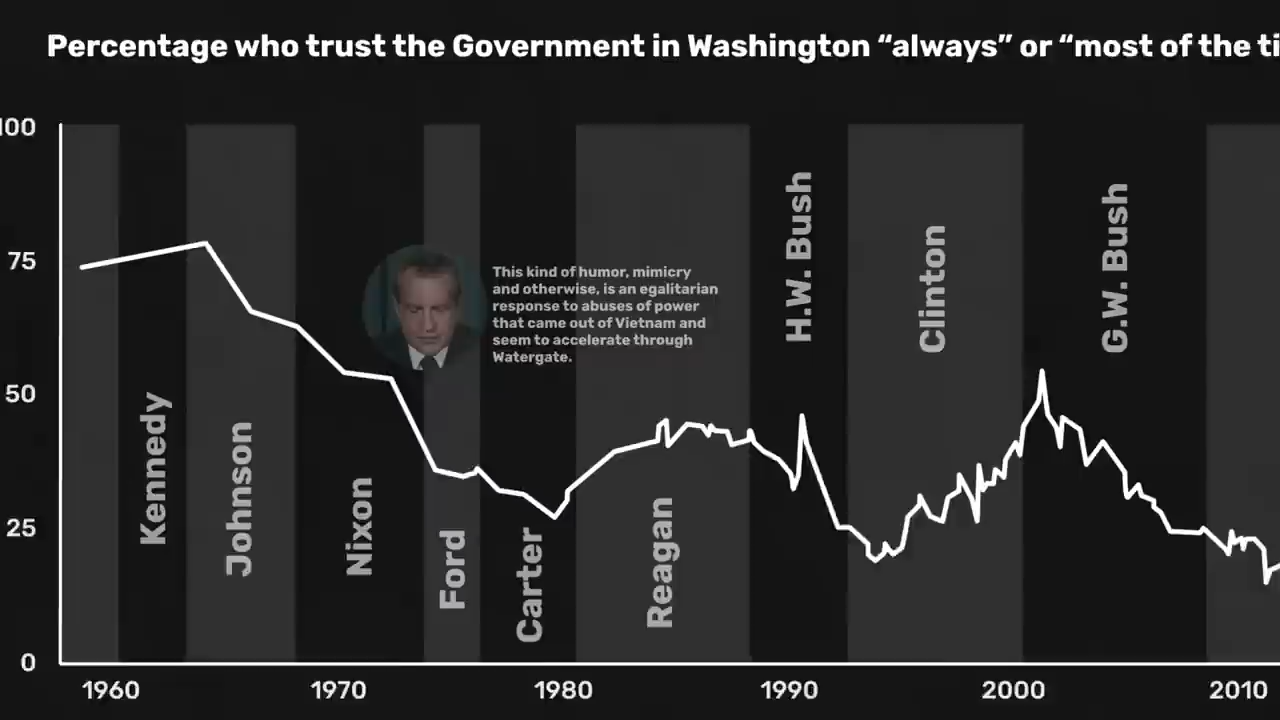 Percentage who trust the Government in Washington “always” or “most of the ti
100
75
50
25
0
This kind of humor, mimicry
and otherwise, is an egalitarian
response to abuses of power
that came out of Vietnam and
seem to accelerate through
Watergate.
Kennedy
Johnson
Nixon
Ford
Carter
Reagan
H.W. Bush
Clinton
G.W. Bush
1960 1970 1980 1990 2000 2010